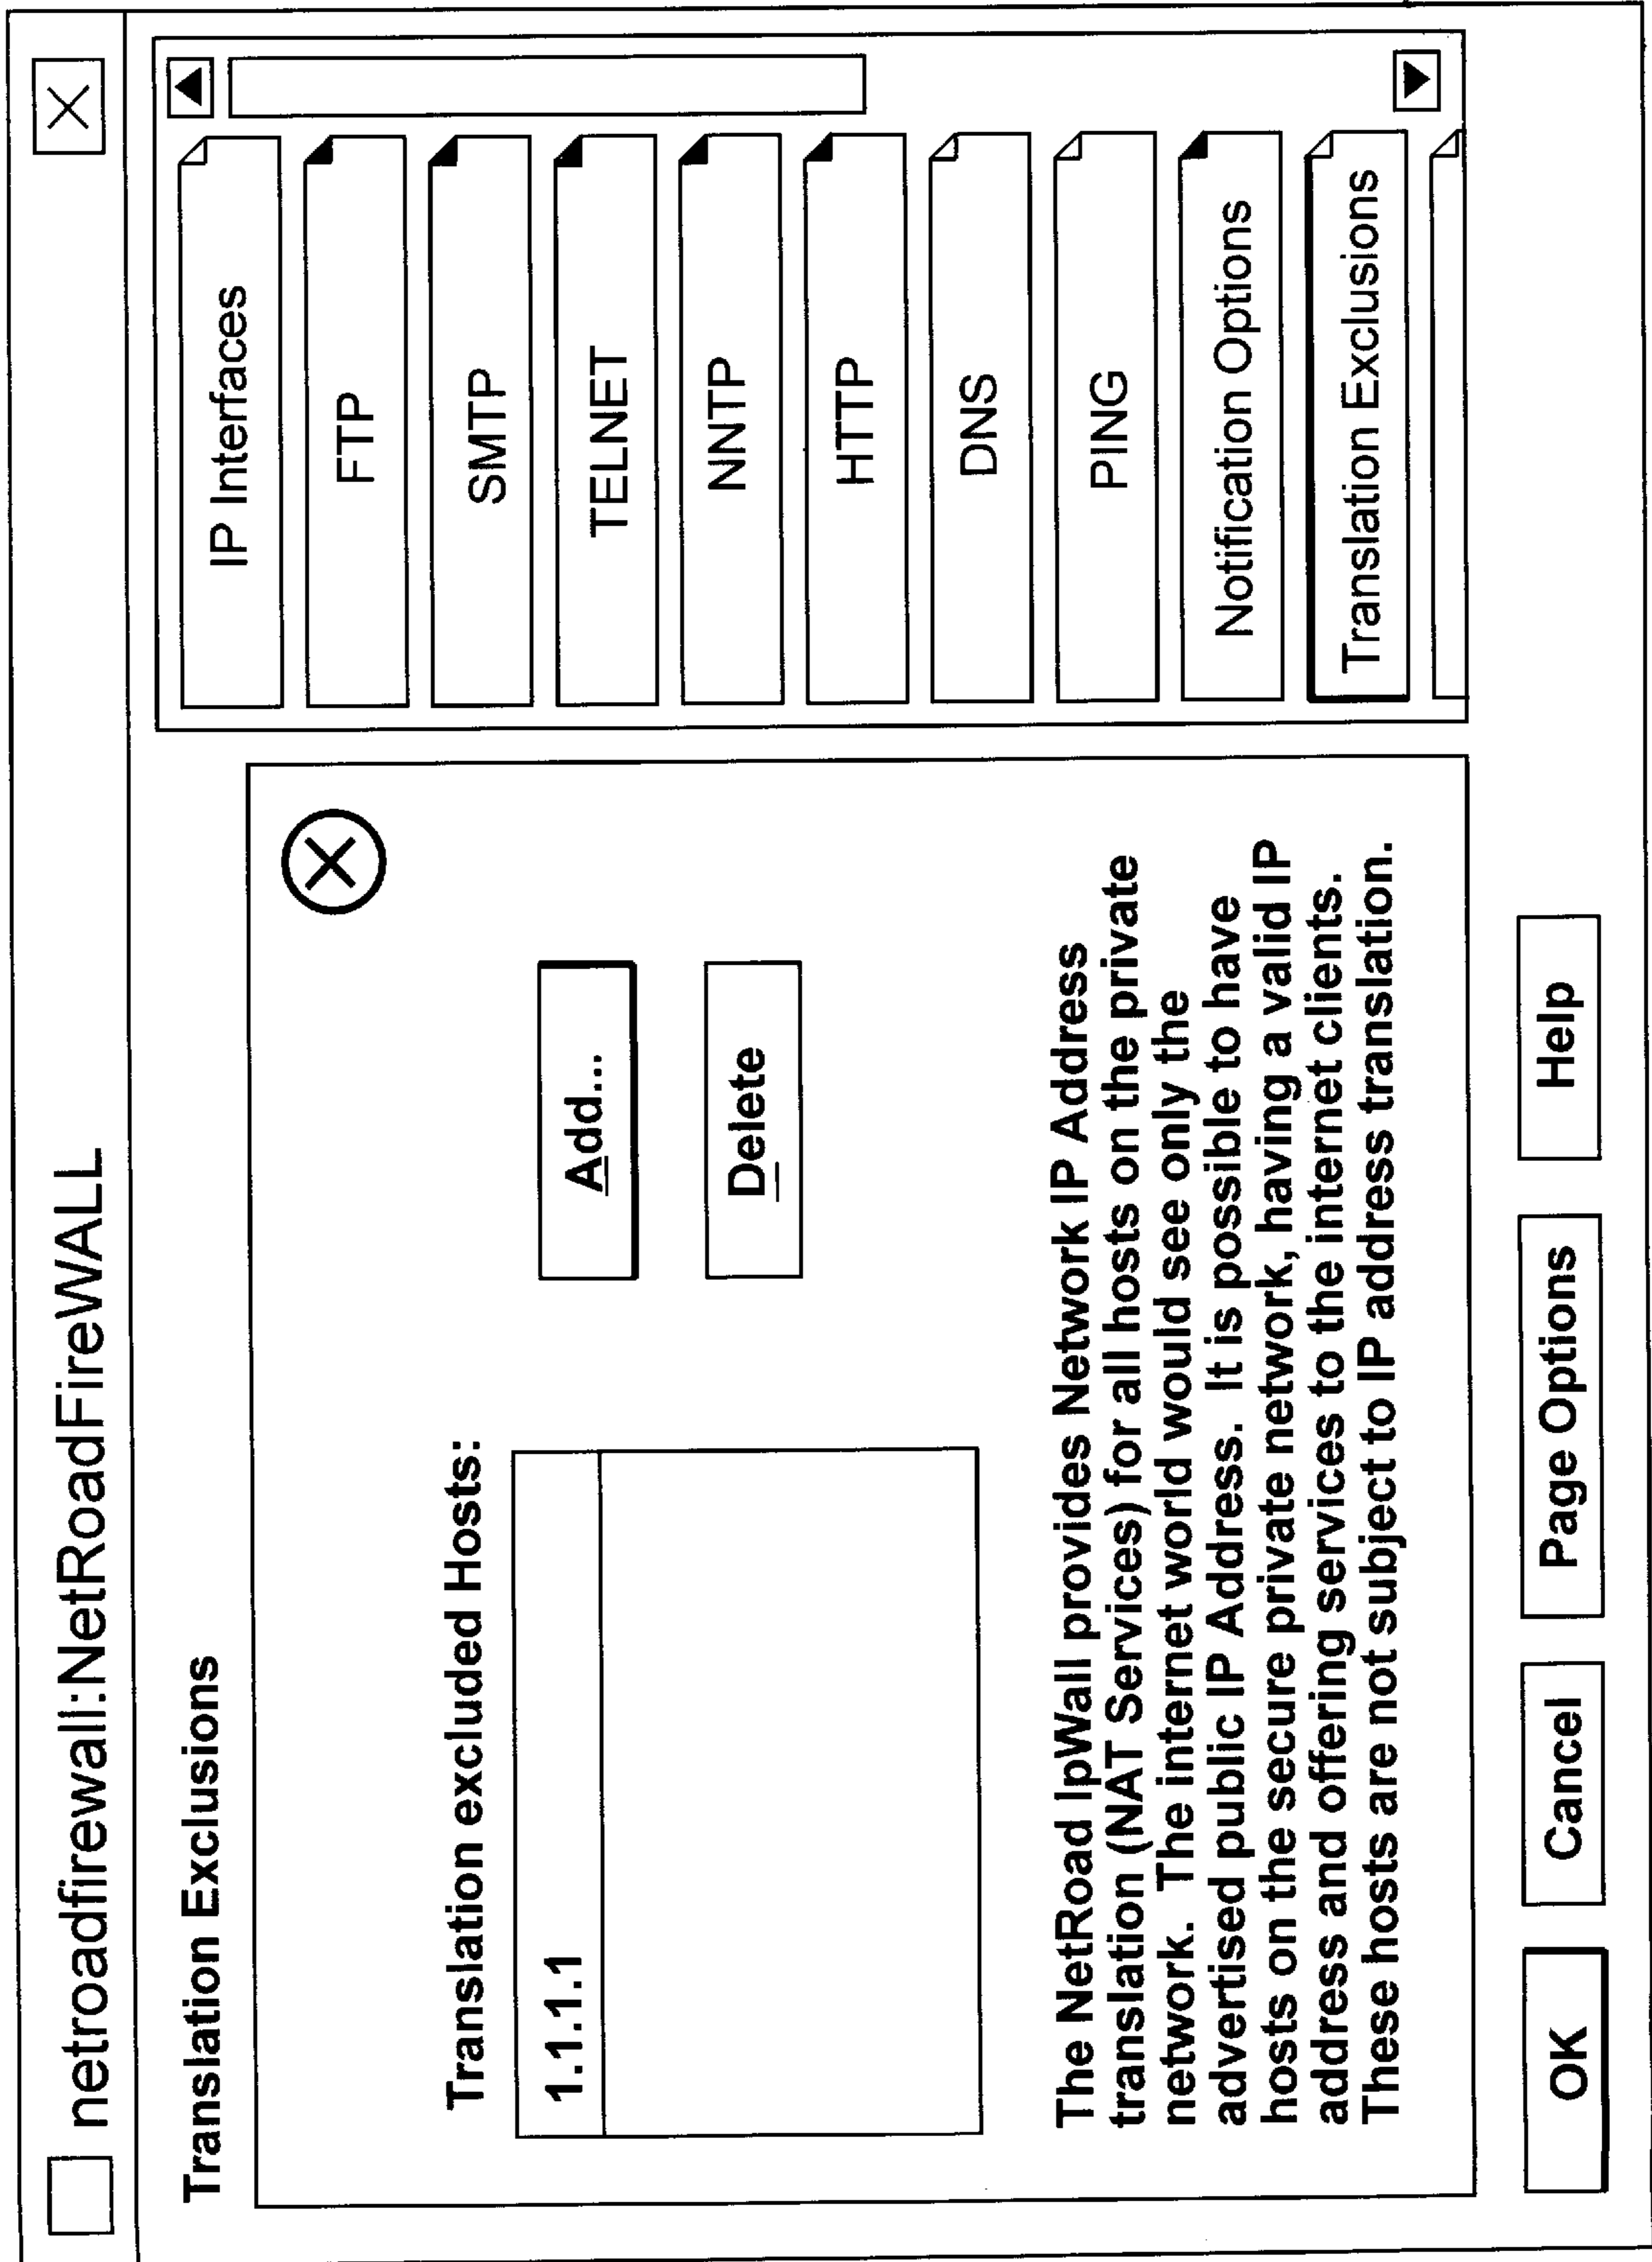 netroadfirewall:NetRoadFireWALL
Translation Exclusions
Translation excluded Hosts:
1.1.1.1
Add...
Delete
The NetRoad IpWall provides Network IP Address
translation (NAT Services) for all hosts on the private
network. The internet world would see only the
advertised public IP Address. It is possible to have
hosts on the secure private network, having a valid IP
address and offering services to the internet clients.
These hosts are not subject to IP address translation.
IP Interfaces
FTP
SMTP
TELNET
NNTP
HTTP
DNS
PING
Notification Options
Translation Exclusions
OK
Cancel
Page Options
Help